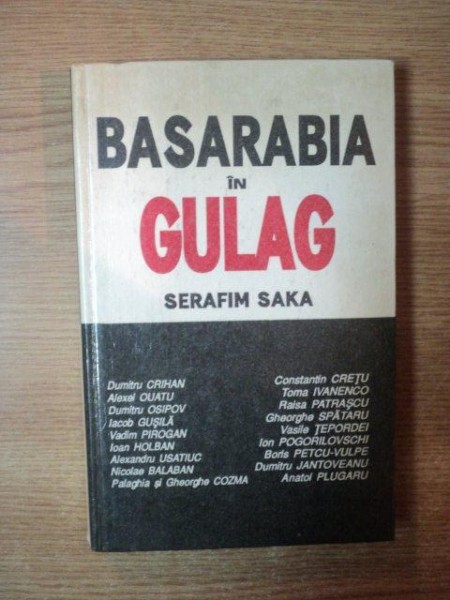 BASARABIA
ÎN
GULAG
SERAFIM SAKA
Dumitru CRIHAN
Alexei OUATU
Dumitru OSIPOV
Iacob GUȘILĂ
Vadim PIROGAN
Ioan HOLBAN
Alexandru USATIUC
Nicolae BALABAN
Palaghia și Gheorghe COZMA
Constantin CREȚU
Toma IVANENCO
Raisa PATRAȘCU
Gheorghe SPĂTARU
Vasile ȚEPORDEI
Ion POGORILOVSCHI
Boris PETCU-VULPE
Dumitru JANTOVEANU
Anatol PLUGARU